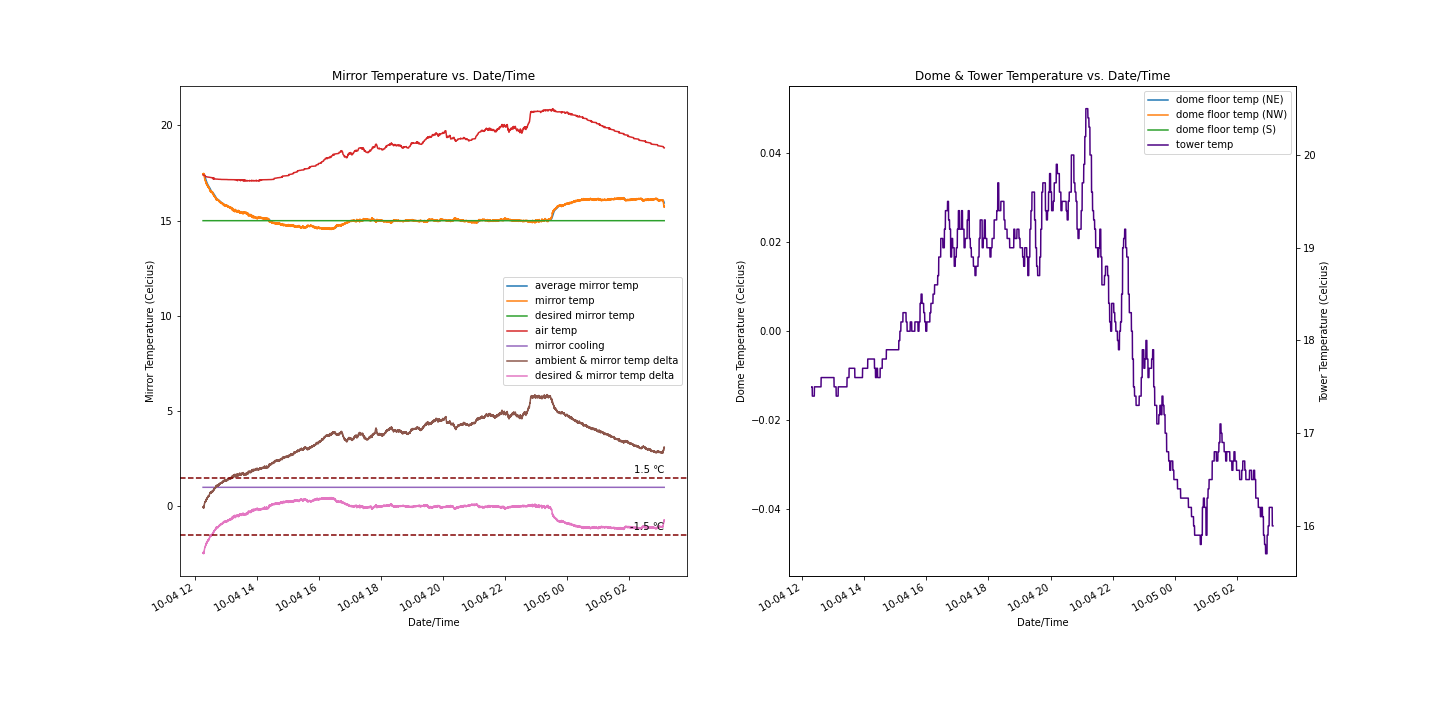 Mirror Temperature vs. Date/Time
Mirror Temperature (Celcius)
20
15
10
5
0
average mirror temp
mirror temp
desired mirror temp
air temp
mirror cooling
ambient & mirror temp delta
desired & mirror temp delta
1.5 °C
-1.5 °C
10-04 12
10-04 14
10-04 16
10-04 18
10-04 20
10-04 22
10-05 00
10-05 02
Date/Time
Dome & Tower Temperature vs. Date/Time
Dome Temperature (Celcius)
0.04
0.02
0.00
−0.02
−0.04
dome floor temp (NE)
dome floor temp (NW)
dome floor temp (S)
tower temp
20
19
18
17
16
Tower Temperature (Celcius)
10-04 12
10-04 14
10-04 16
10-04 18
10-04 20
10-04 22
10-05 00
10-05 02
Date/Time